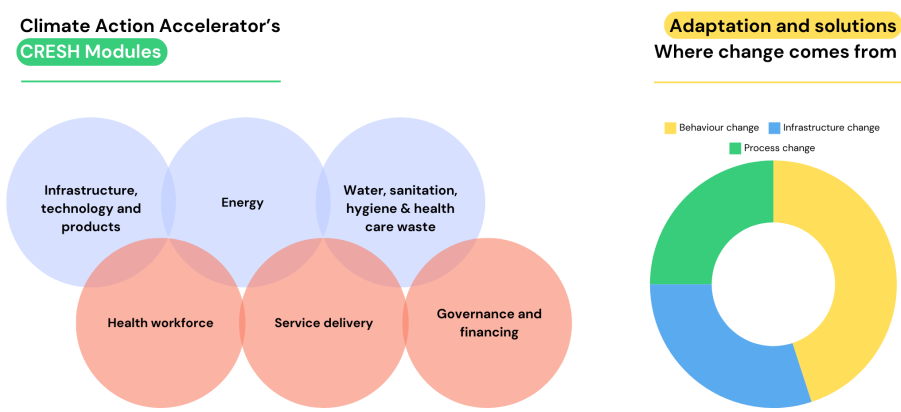 Climate Action Accelerator’s
CRESH Modules
Infrastructure,
technology and
products
Energy
Water, sanitation,
hygiene & health
care waste
Health workforce
Service delivery
Governance and
financing
Adaptation and solutions
Where change comes from
Behaviour change
Infrastructure change
Process change